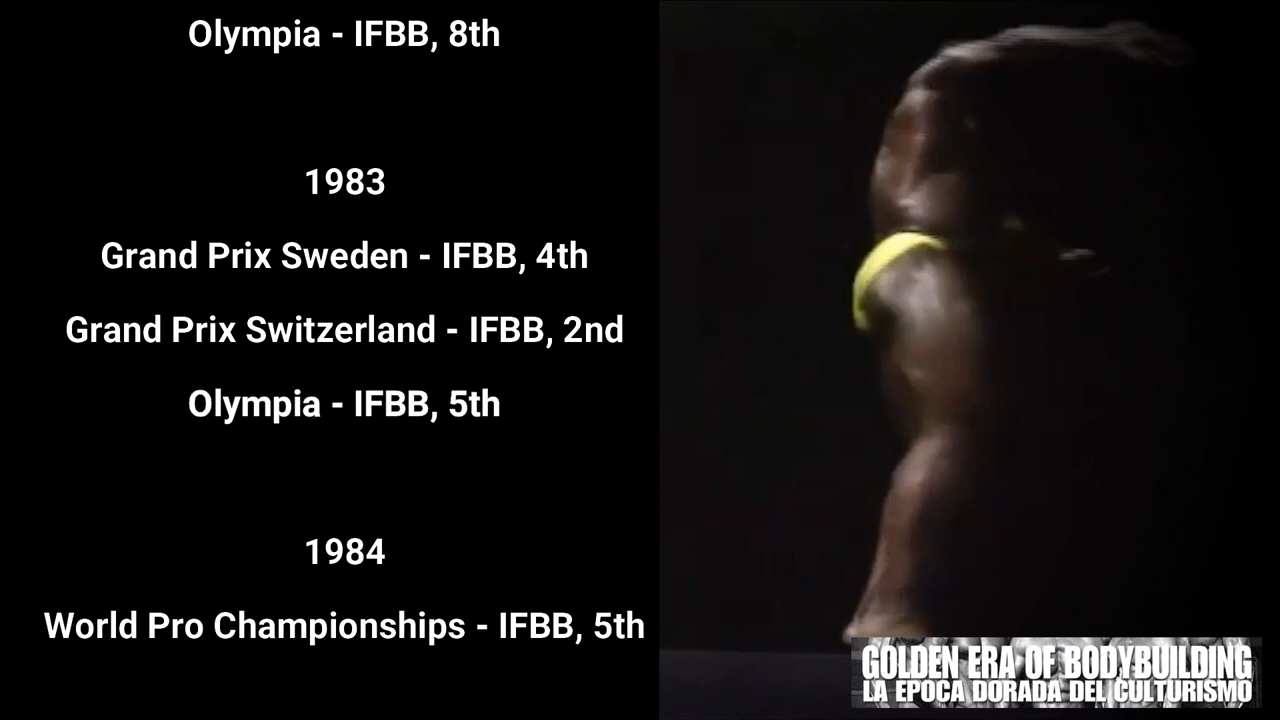 Olympia - IFBB, 8th
1983
Grand Prix Sweden - IFBB, 4th
Grand Prix Switzerland - IFBB, 2nd
Olympia - IFBB, 5th
1984
World Pro Championships - IFBB, 5th
GOLDEN ERA OF BODYBUILDING
LA EPOCA DORADA DEL CULTURISMO